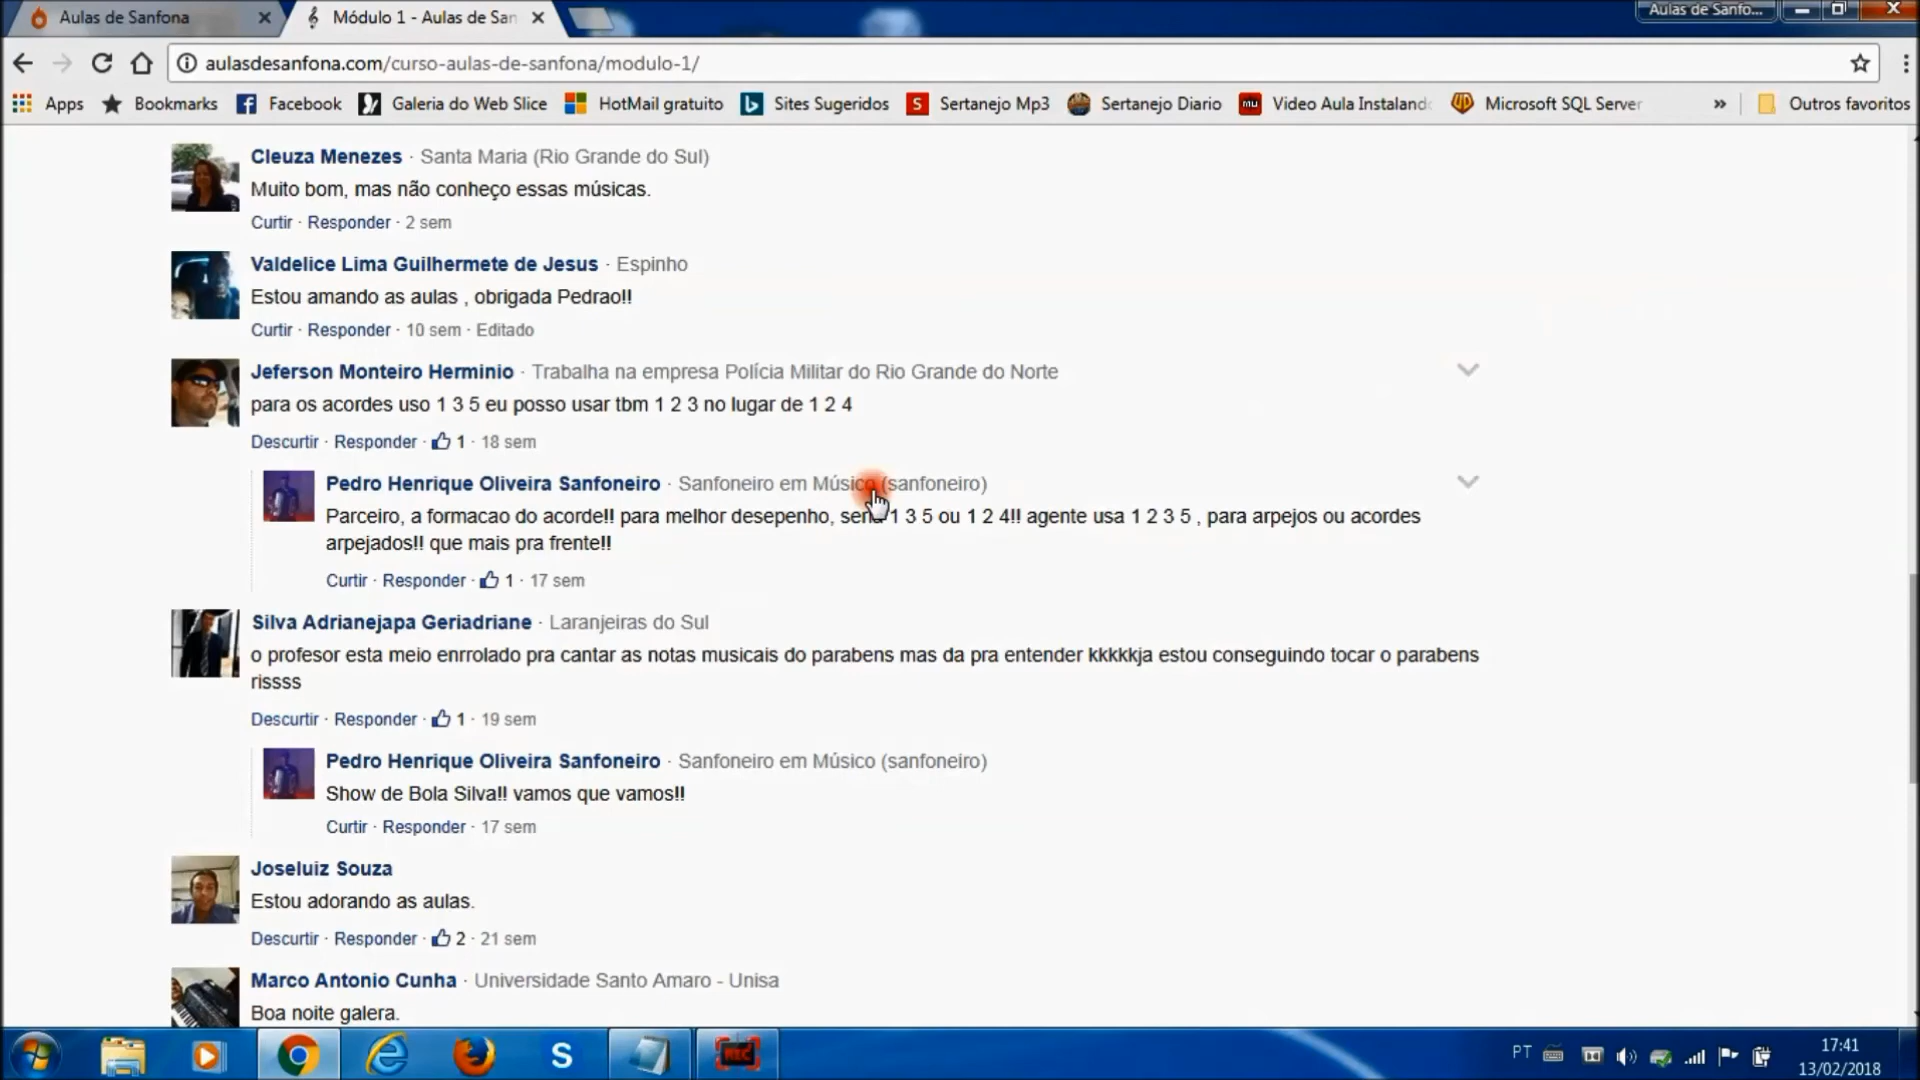 Aulas de Sanfona
Módulo 1 - Aulas de San
Aulas de Sanfo...
aulasdesanfona.com/curso-aulas-de-sanfona/modulo-1/
Apps Bookmarks Facebook Galeria do Web Slice HotMail gratuito Sites Sugeridos Sertanejo Mp3 Sertanejo Diario Video Aula Instalando Microsoft SQL Server » Outros favoritos
Cleuza Menezes · Santa Maria (Rio Grande do Sul)
Muito bom, mas não conheço essas músicas.
Curtir · Responder · 2 sem
Valdelice Lima Guilhermete de Jesus · Espinho
Estou amando as aulas , obrigada Pedrao!!
Curtir · Responder · 10 sem · Editado
Jeferson Monteiro Herminio · Trabalha na empresa Polícia Militar do Rio Grande do Norte
para os acordes uso 1 3 5 eu posso usar tbm 1 2 3 no lugar de 1 2 4
Descurtir · Responder · 1 · 18 sem
Pedro Henrique Oliveira Sanfoneiro · Sanfoneiro em Músico (sanfoneiro)
Parceiro, a formacao do acorde!! para melhor desepenho, seria 1 3 5 ou 1 2 4!! agente usa 1 2 3 5 , para arpejos ou acordes
arpejados!! que mais pra frente!!
Curtir · Responder · 1 · 17 sem
Silva Adrianejapa Geriadriane · Laranjeiras do Sul
o profesor esta meio enrrolado pra cantar as notas musicais do parabens mas da pra entender kkkkkja estou conseguindo tocar o parabens
rissss
Descurtir · Responder · 1 · 19 sem
Pedro Henrique Oliveira Sanfoneiro · Sanfoneiro em Músico (sanfoneiro)
Show de Bola Silva!! vamos que vamos!!
Curtir · Responder · 17 sem
Joseluiz Souza
Estou adorando as aulas.
Descurtir · Responder · 2 · 21 sem
Marco Antonio Cunha · Universidade Santo Amaro - Unisa
Boa noite galera.
PT
17:41
13/02/2018